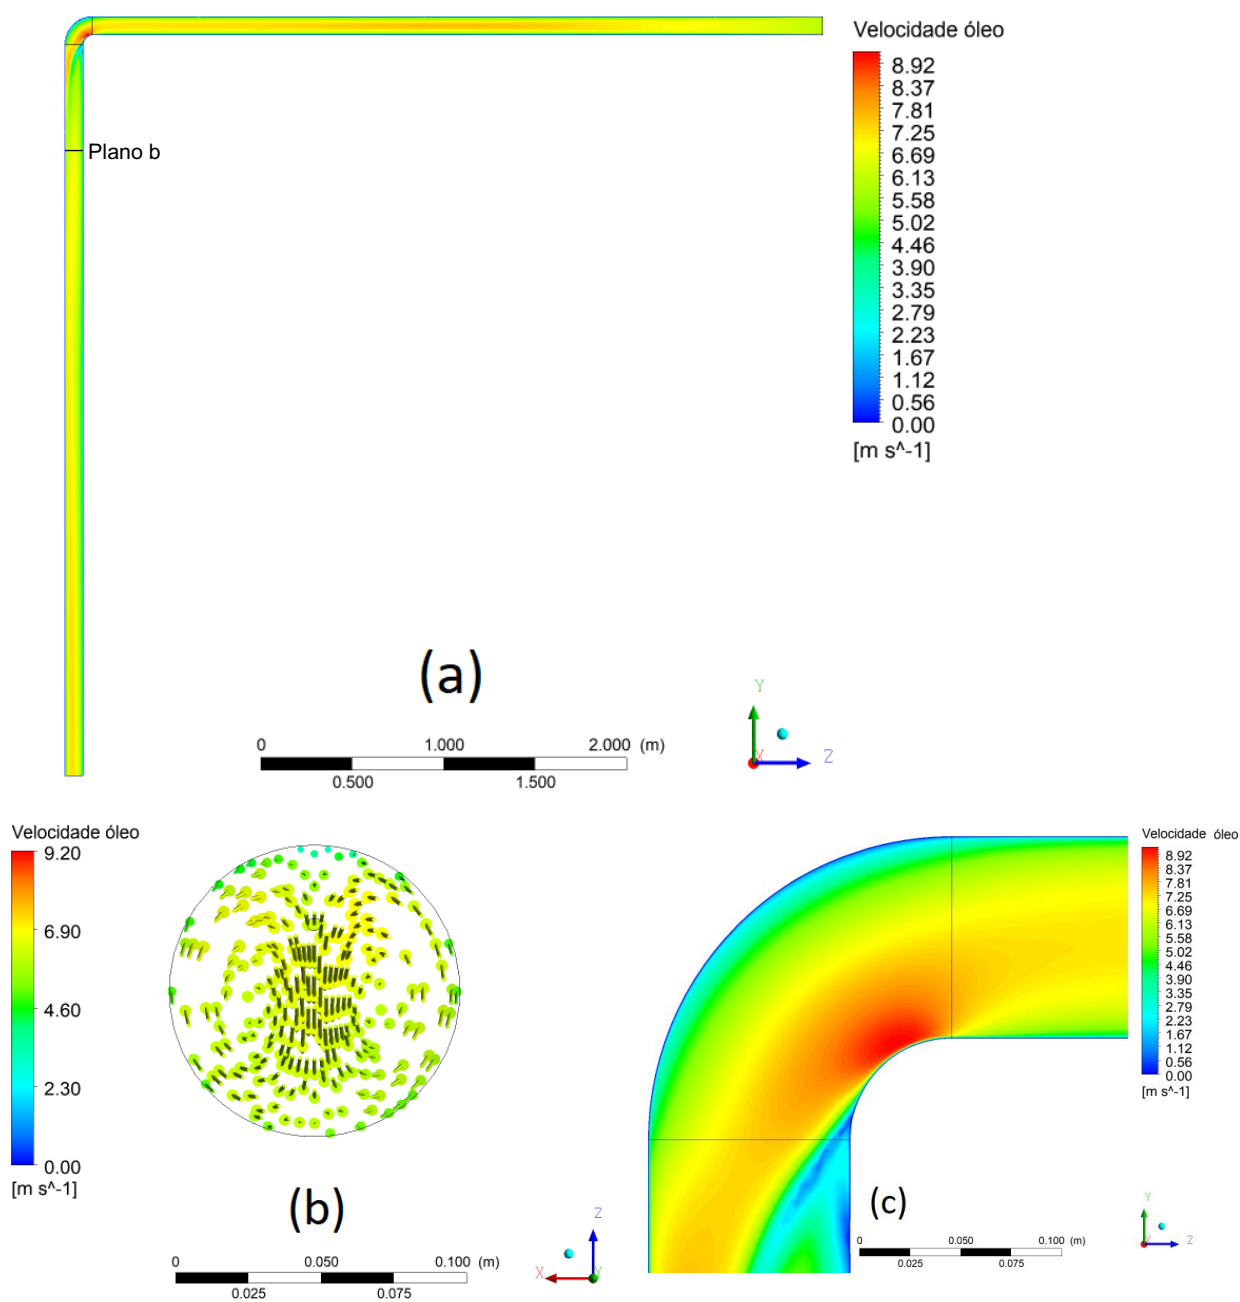 Velocidade óleo
8.92
8.37
7.81
7.25
6.69
6.13
5.58
5.02
4.46
3.90
3.35
2.79
2.23
1.67
1.12
0.56
0.00
[m s^-1]
Plano b
(a)
0 1.000 2.000 (m)
0.500 1.500
Y
X Z
Velocidade óleo
9.20
6.90
4.60
2.30
0.00
[m s^-1]
(b)
0 0.050 0.100 (m)
0.025 0.075
Z
X Y
Velocidade óleo
8.92
8.37
7.81
7.25
6.69
6.13
5.58
5.02
4.46
3.90
3.35
2.79
2.23
1.67
1.12
0.56
0.00
[m s^-1]
(c)
0 0.050 0.100 (m)
0.025 0.075
Y
Z